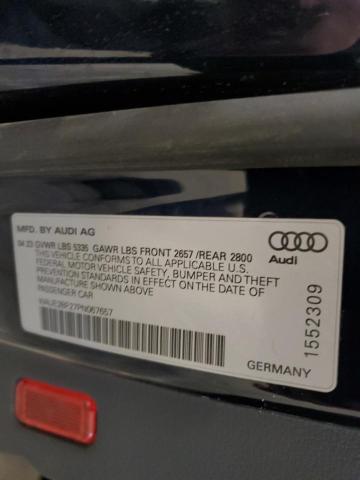 MFD. BY AUDI AG
04 23 GVWR LBS 5335 GAWR LBS FRONT 2657 /REAR 2800
THIS VEHICLE CONFORMS TO ALL APPLICABLE U.S.
FEDERAL MOTOR VEHICLE SAFETY, BUMPER AND THEFT
PREVENTION STANDARDS IN EFFECT ON THE DATE OF
MANUFACTURE SHOWN ABOVE.
PASSENGER CAR
WAUE2BF27PN067657
Audi
1552309
GERMANY